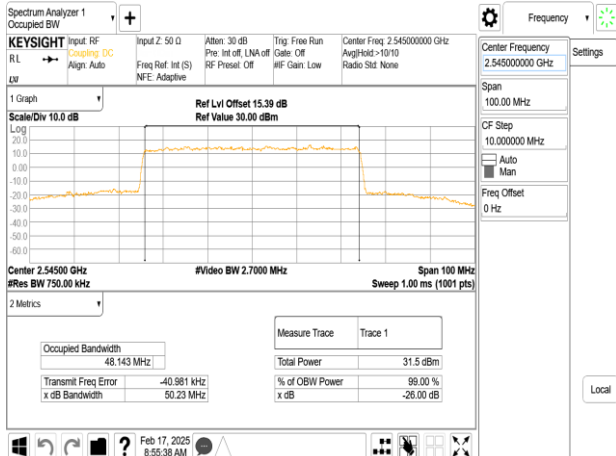 Spectrum Analyzer 1
Occupied BW
+
Frequency
KEYSIGHT Input: RF
Coupling: DC
Align: Auto
RL
LXI
Input Z: 50 Ω
Freq Ref: Int (S)
NFE: Adaptive
Atten: 30 dB
Pre: Int off, LNA off
RF Presel: Off
Trig: Free Run
Gate: Off
#IF Gain: Low
Center Freq: 2.545000000 GHz
Avg|Hold:>10/10
Radio Std: None
Center Frequency
2.545000000 GHz
Settings
Span
100.00 MHz
CF Step
10.000000 MHz
Auto
Man
Freq Offset
0 Hz
Local
1 Graph
Scale/Div 10.0 dB
Ref Lvl Offset 15.39 dB
Ref Value 30.00 dBm
Log
20.0
10.0
0.00
-10.0
-20.0
-30.0
-40.0
-50.0
-60.0
Center 2.54500 GHz
#Video BW 2.7000 MHz
Span 100 MHz
#Res BW 750.00 kHz
Sweep 1.00 ms (1001 pts)
2 Metrics
Measure Trace Trace 1
Occupied Bandwidth
48.143 MHz
Total Power 31.5 dBm
Transmit Freq Error -40.981 kHz
% of OBW Power 99.00 %
x dB Bandwidth 50.23 MHz
x dB -26.00 dB
?
Feb 17, 2025
8:55:38 AM